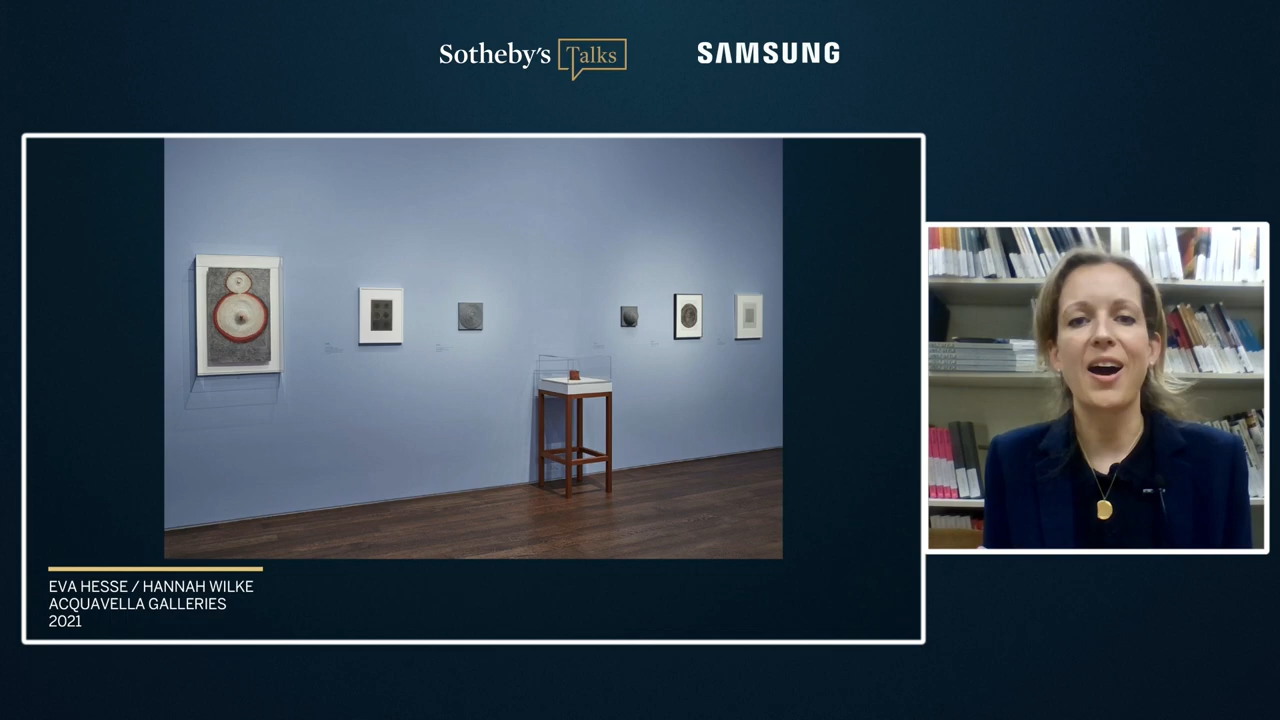 Sotheby's Talks
SAMSUNG
EVA HESSE / HANNAH WILKE
ACQUAVELLA GALLERIES
2021